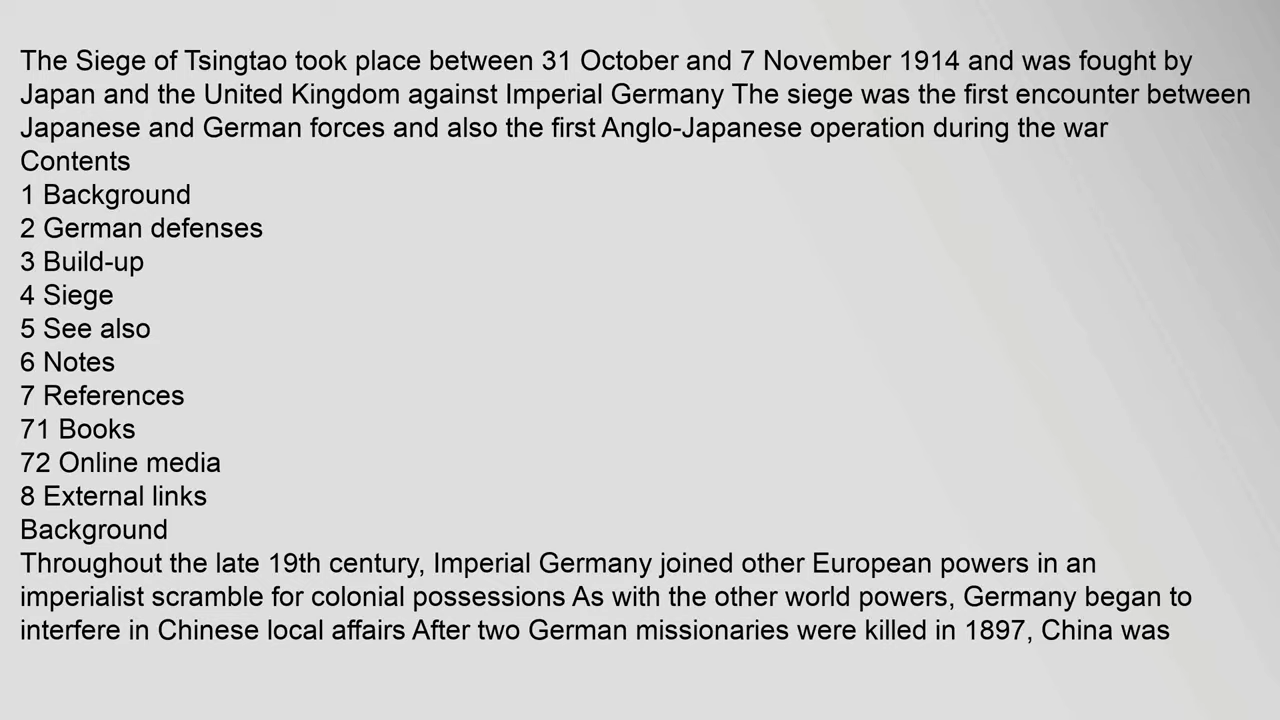 The Siege of Tsingtao took place between 31 October and 7 November 1914 and was fought by
Japan and the United Kingdom against Imperial Germany The siege was the first encounter between
Japanese and German forces and also the first Anglo-Japanese operation during the war
Contents
1 Background
2 German defenses
3 Build-up
4 Siege
5 See also
6 Notes
7 References
71 Books
72 Online media
8 External links
Background
Throughout the late 19th century, Imperial Germany joined other European powers in an
imperialist scramble for colonial possessions As with the other world powers, Germany began to
interfere in Chinese local affairs After two German missionaries were killed in 1897, China was